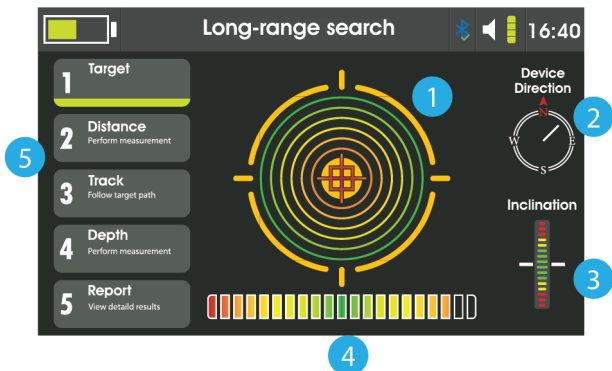 Long-range search
16:40
1 Target
2 Distance
Perform measurement
3 Track
Follow target path
4 Depth
Perform measurement
5 Report
View detaild results
1
Device
Direction
N
W
E
S
2
Inclination
3
4
5